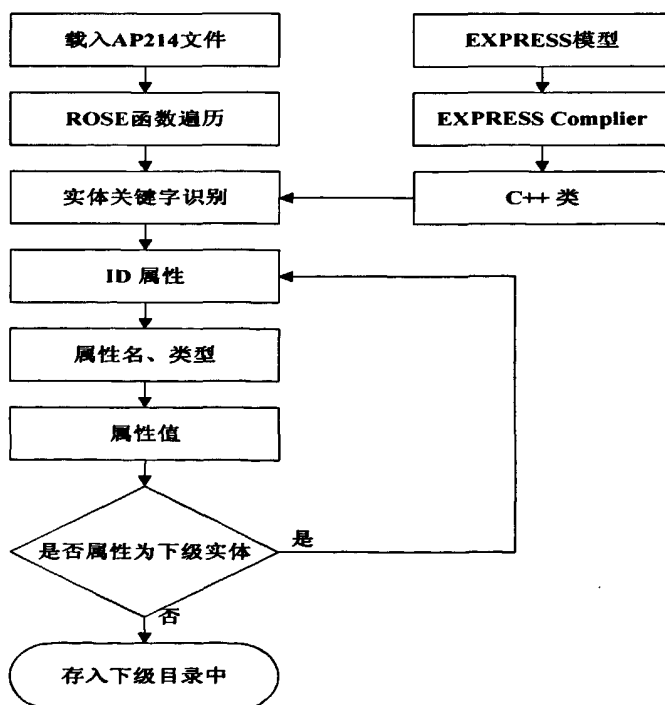 载入AP214文件
EXPRESS模型
ROSE函数遍历
EXPRESS Complier
实体关键字识别
C++ 类
ID 属性
属性名、类型
属性值
是否属性为下级实体
是
否
存入下级目录中